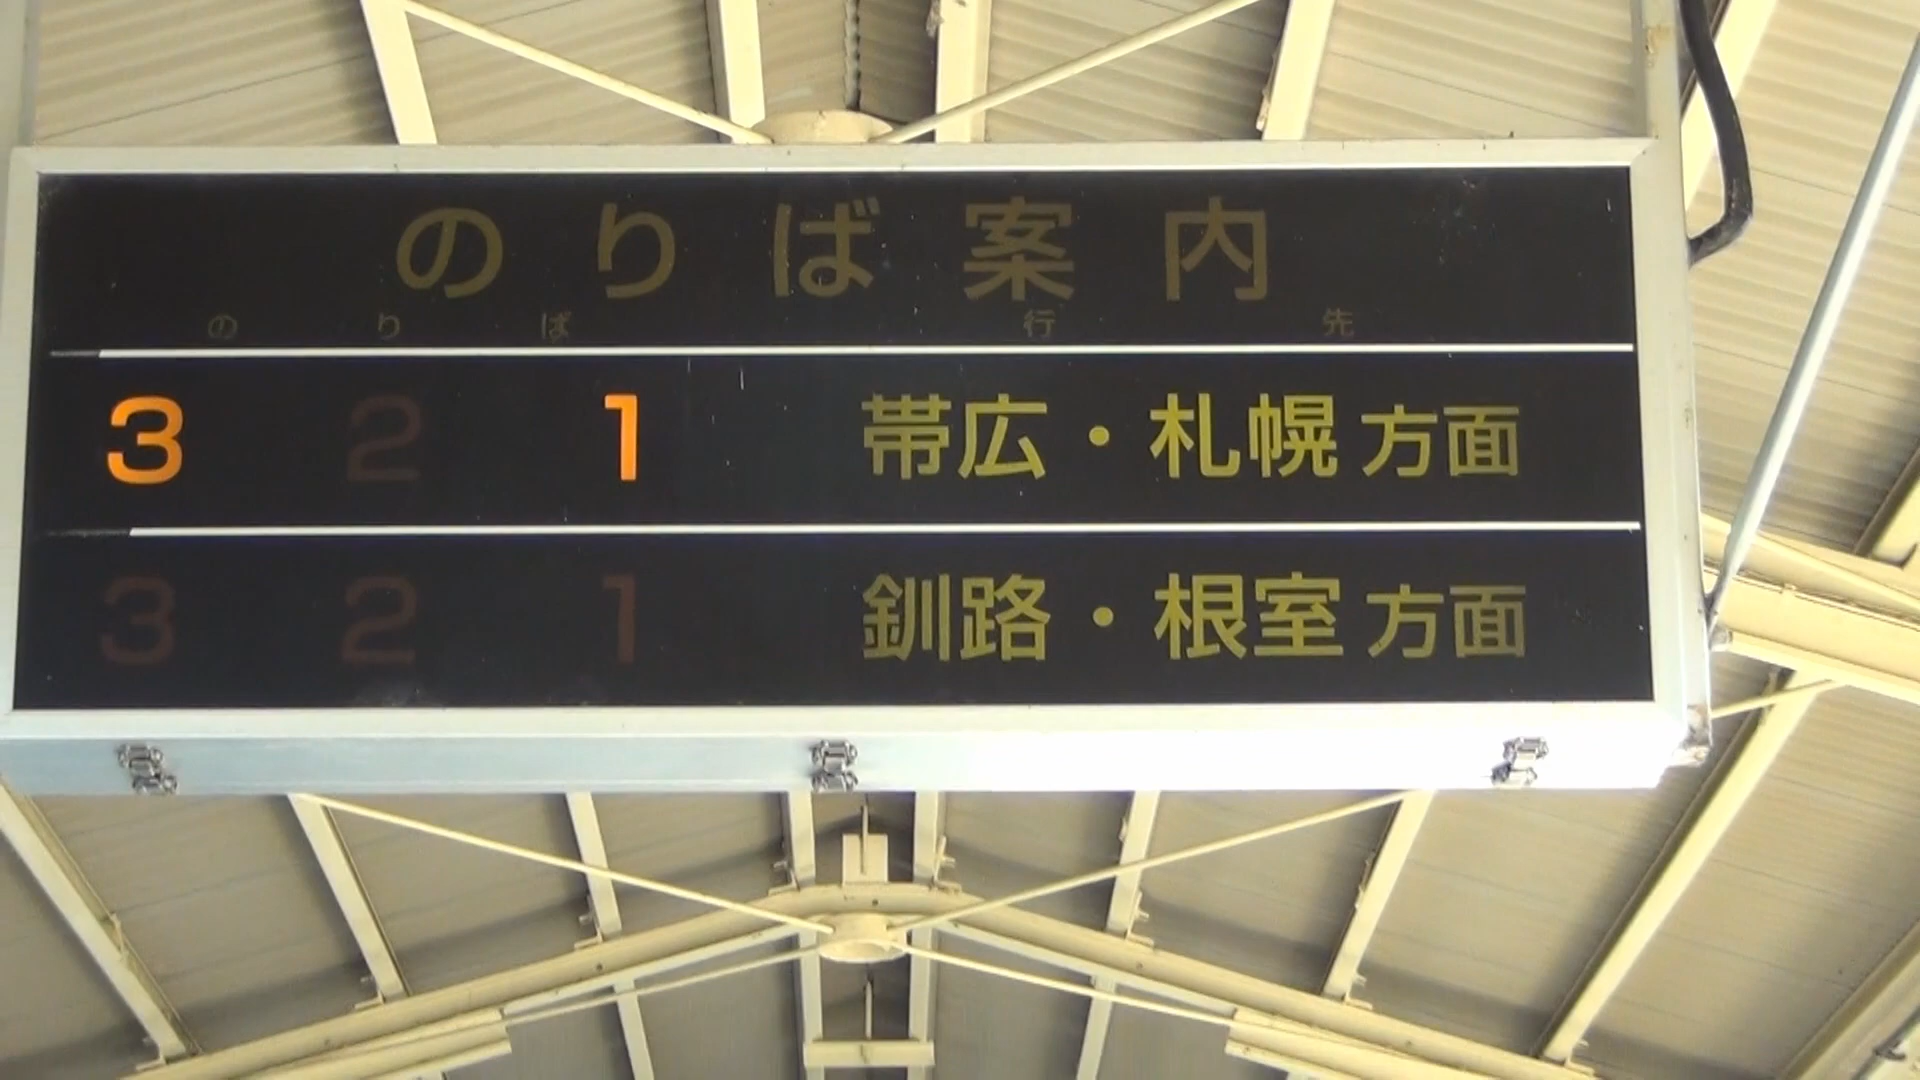 のりば案内
のりば 行先
3 2 1 帯広・札幌方面
3 2 1 釧路・根室方面